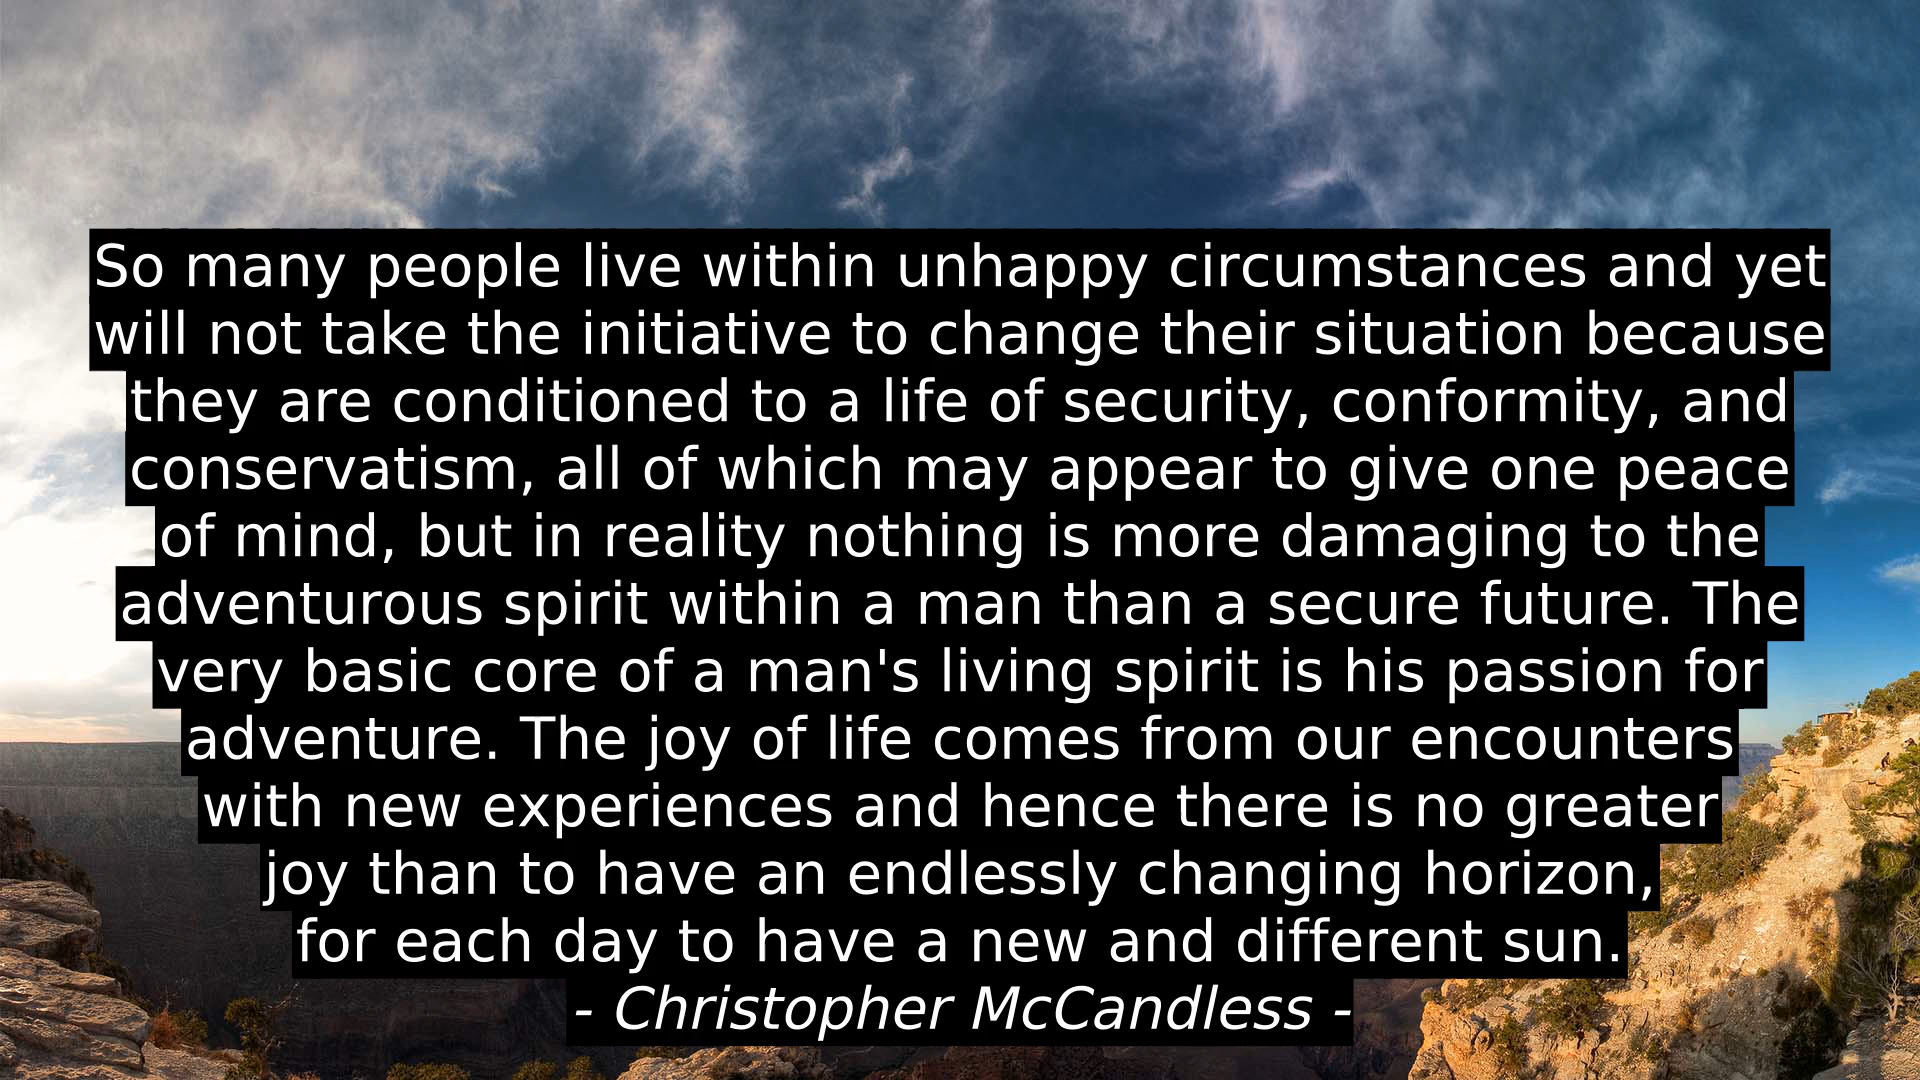 So many people live within unhappy circumstances and yet
will not take the initiative to change their situation because
they are conditioned to a life of security, conformity, and
conservatism, all of which may appear to give one peace
of mind, but in reality nothing is more damaging to the
adventurous spirit within a man than a secure future. The
very basic core of a man's living spirit is his passion for
adventure. The joy of life comes from our encounters
with new experiences and hence there is no greater
joy than to have an endlessly changing horizon,
for each day to have a new and different sun.
- Christopher McCandless -